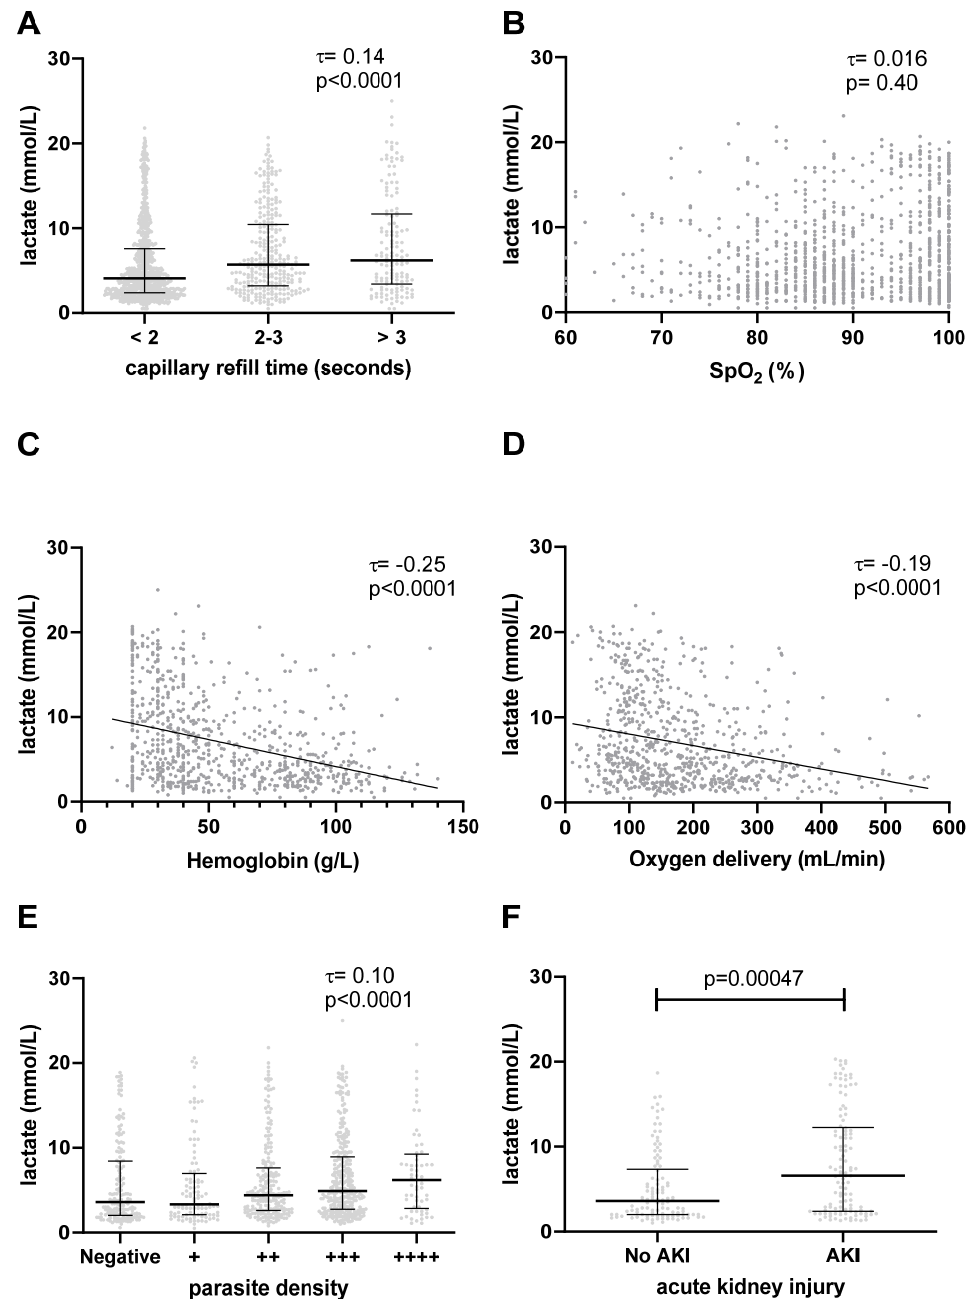 A
τ= 0.14
p<0.0001
30
20
10
0
lactate (mmol/L)
< 2
2-3
> 3
capillary refill time (seconds)
B
τ= 0.016
p= 0.40
30
20
10
0
lactate (mmol/L)
60
70
80
90
100
SpO2 (%)
C
τ= -0.25
p<0.0001
30
20
10
0
lactate (mmol/L)
0
50
100
150
Hemoglobin (g/L)
D
τ= -0.19
p<0.0001
30
20
10
0
lactate (mmol/L)
0
100
200
300
400
500
600
Oxygen delivery (mL/min)
E
τ= 0.10
p<0.0001
30
20
10
0
lactate (mmol/L)
Negative
+
++
+++
++++
parasite density
F
p=0.00047
30
20
10
0
lactate (mmol/L)
No AKI
AKI
acute kidney injury